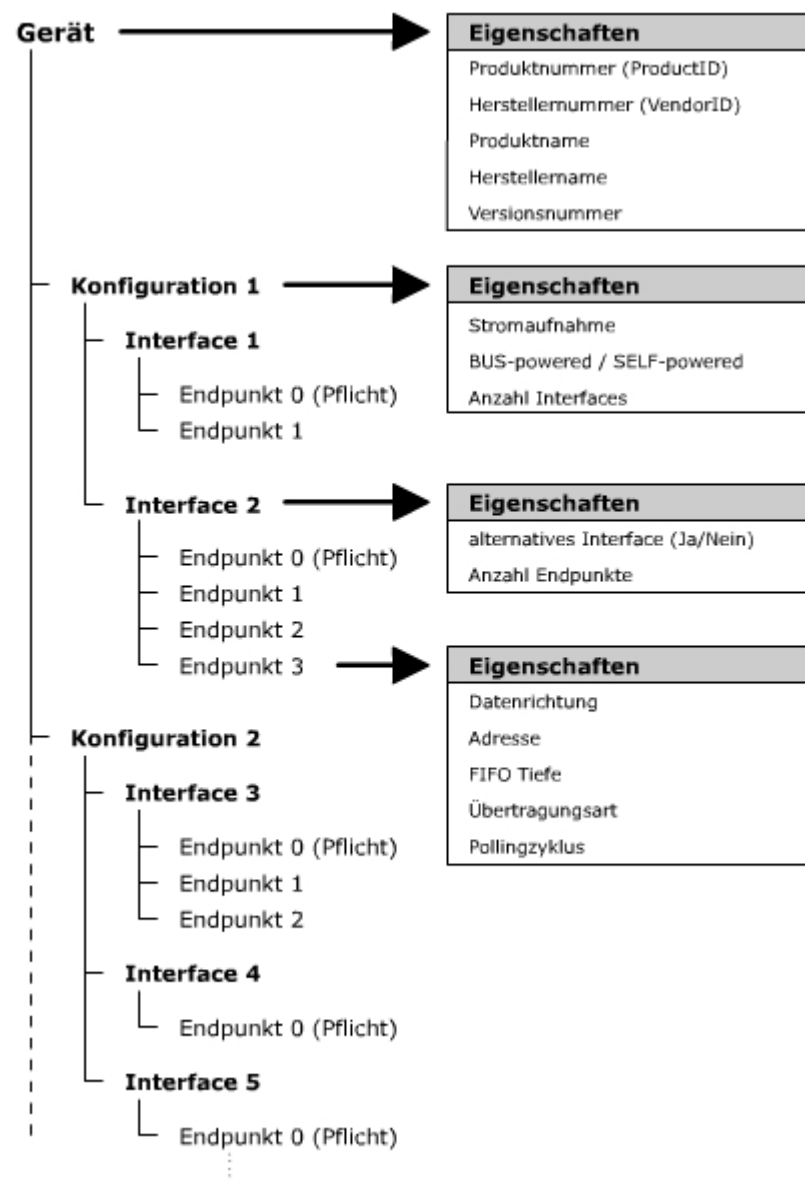 Gerät
Eigenschaften
Produktnummer (ProductID)
Herstellernummer (VendorID)
Produktname
Herstellername
Versionsnummer
Konfiguration 1
Eigenschaften
Stromaufnahme
BUS-powered / SELF-powered
Anzahl Interfaces
Interface 1
Endpunkt 0 (Pflicht)
Endpunkt 1
Interface 2
Eigenschaften
alternatives Interface (Ja/Nein)
Anzahl Endpunkte
Endpunkt 0 (Pflicht)
Endpunkt 1
Endpunkt 2
Endpunkt 3
Eigenschaften
Datenrichtung
Adresse
FIFO Tiefe
Übertragungsart
Pollingzyklus
Konfiguration 2
Interface 3
Endpunkt 0 (Pflicht)
Endpunkt 1
Endpunkt 2
Interface 4
Endpunkt 0 (Pflicht)
Interface 5
Endpunkt 0 (Pflicht)